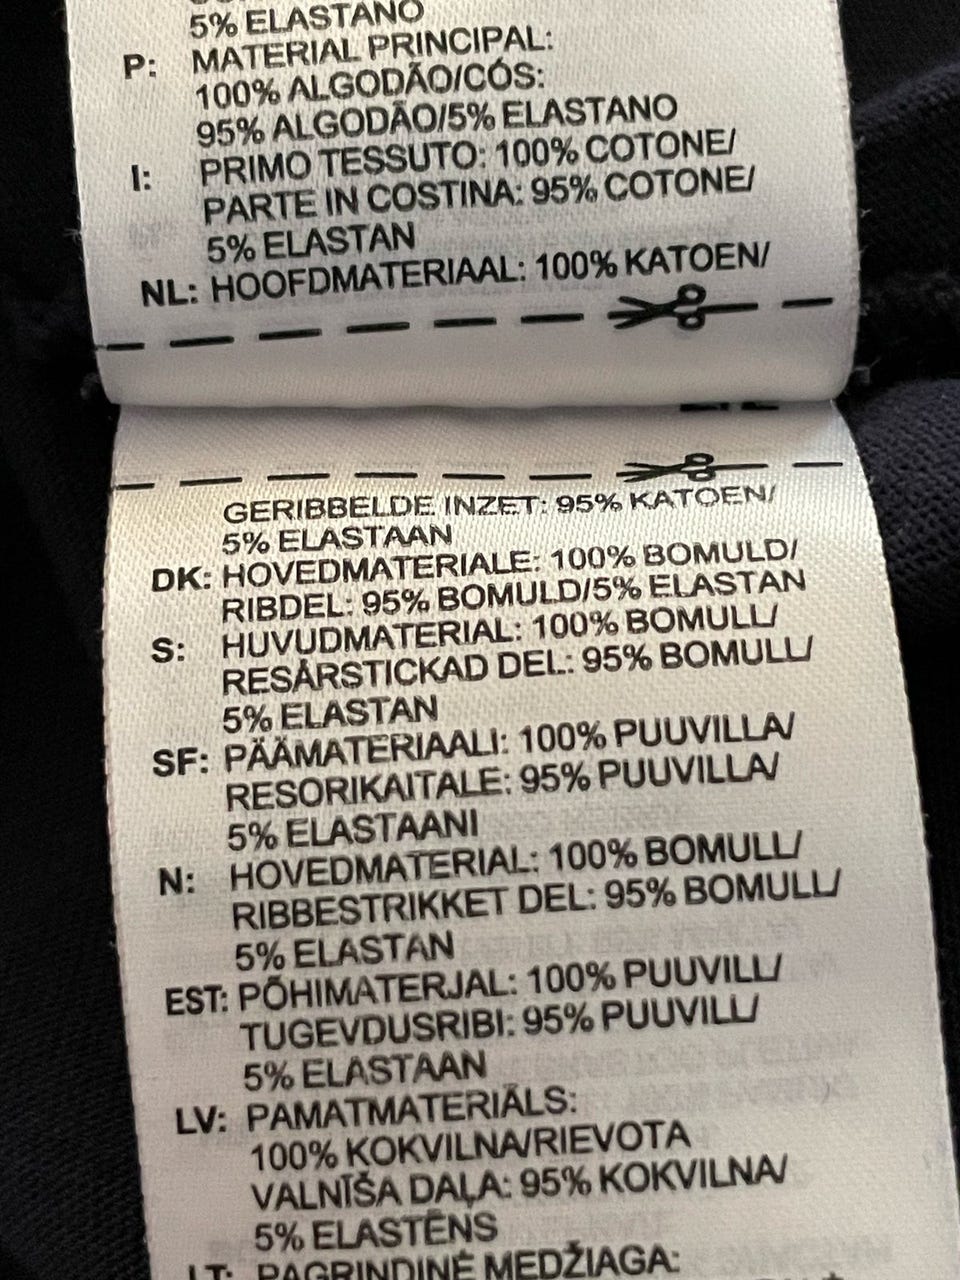 5% ELASTANO
P: MATERIAL PRINCIPAL:
100% ALGODÃO/CÓS:
95% ALGODÃO/5% ELASTANO
I: PRIMO TESSUTO: 100% COTONE/
PARTE IN COSTINA: 95% COTONE/
5% ELASTAN
NL: HOOFDMATERIAAL: 100% KATOEN/
GERIBBELDE INZET: 95% KATOEN/
5% ELASTAAN
DK: HOVEDMATERIALE: 100% BOMULD/
RIBDEL: 95% BOMULD/5% ELASTAN
S: HUVUDMATERIAL: 100% BOMULL/
RESÅRSTICKAD DEL: 95% BOMULL/
5% ELASTAN
SF: PÄÄMATERIAALI: 100% PUUVILLA/
RESORIKAITALE: 95% PUUVILLA/
5% ELASTAANI
N: HOVEDMATERIAL: 100% BOMULL/
RIBBESTRIKKET DEL: 95% BOMULL/
5% ELASTAN
EST: PÕHIMATERJAL: 100% PUUVILL/
TUGEVDUSRIBI: 95% PUUVILL/
5% ELASTAAN
LV: PAMATMATERIĀLS:
100% KOKVILNA/RIEVOTA
VALNĪŠA DAĻA: 95% KOKVILNA/
5% ELASTĒNS
LT: PAGRINDINĖ MEDŽIAGA: